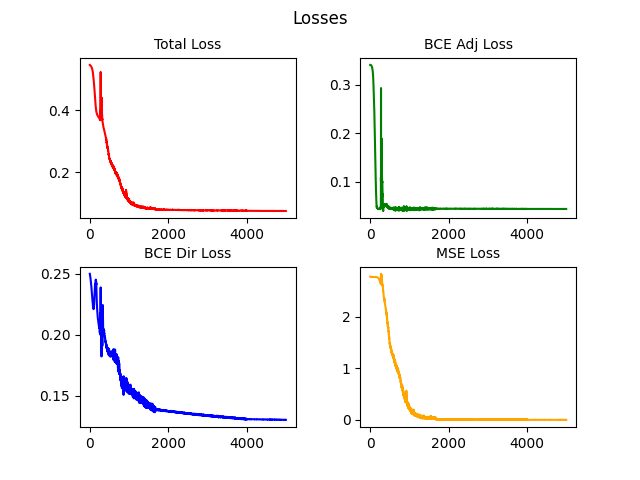 Losses
Total Loss
BCE Adj Loss
0.4
0.2
0.3
0.2
0.1
0 2000 4000
0 2000 4000
BCE Dir Loss
MSE Loss
0.25
0.20
0.15
2
1
0
0 2000 4000
0 2000 4000